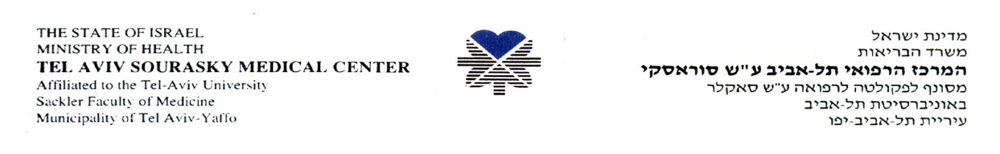 THE STATE OF ISRAEL
MINISTRY OF HEALTH
TEL AVIV SOURASKY MEDICAL CENTER
Affiliated to the Tel-Aviv University
Sackler Faculty of Medicine
Municipality of Tel Aviv-Yaffo
מדינת ישראל
משרד הבריאות
המרכז הרפואי תל-אביב ע"ש סוראסקי
מסונף לפקולטה לרפואה ע"ש סאקלר
באוניברסיטת תל-אביב
עיריית תל-אביב-יפו